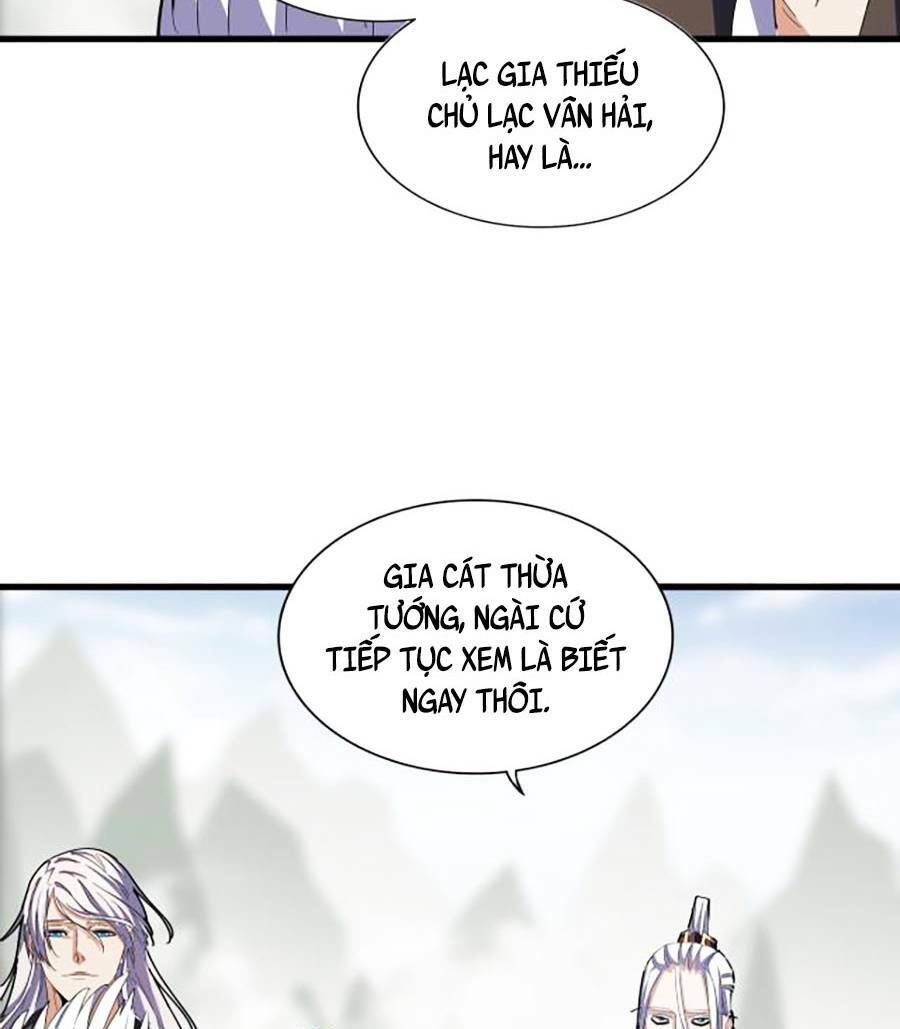 LẠC GIA THIẾU
CHỦ LẠC VÂN HẢI,
HAY LÀ...
GIA CÁT THỪA
TƯỚNG, NGÀI CỨ
TIẾP TỤC XEM LÀ BIẾT
NGAY THÔI.